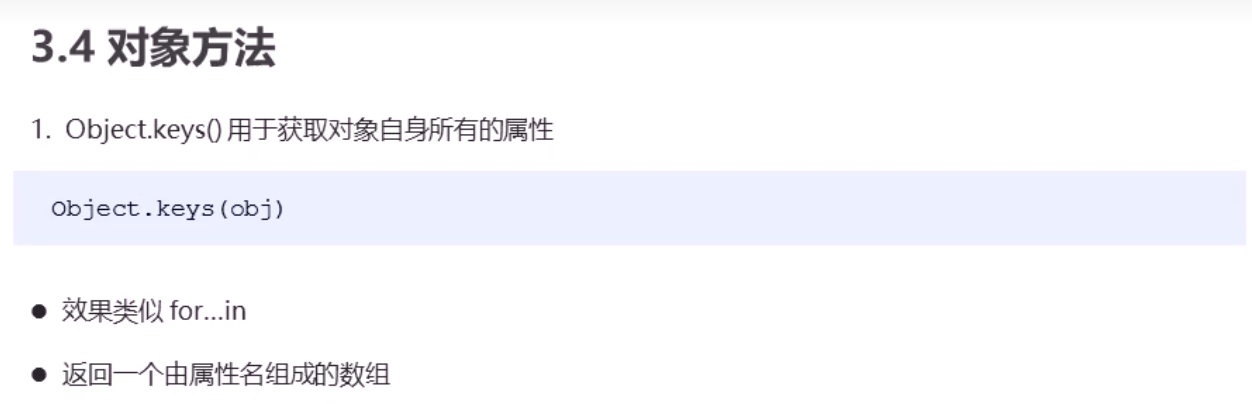 3.4 对象方法
1. Object.keys() 用于获取对象自身所有的属性
Object.keys(obj)
● 效果类似 for...in
● 返回一个由属性名组成的数组